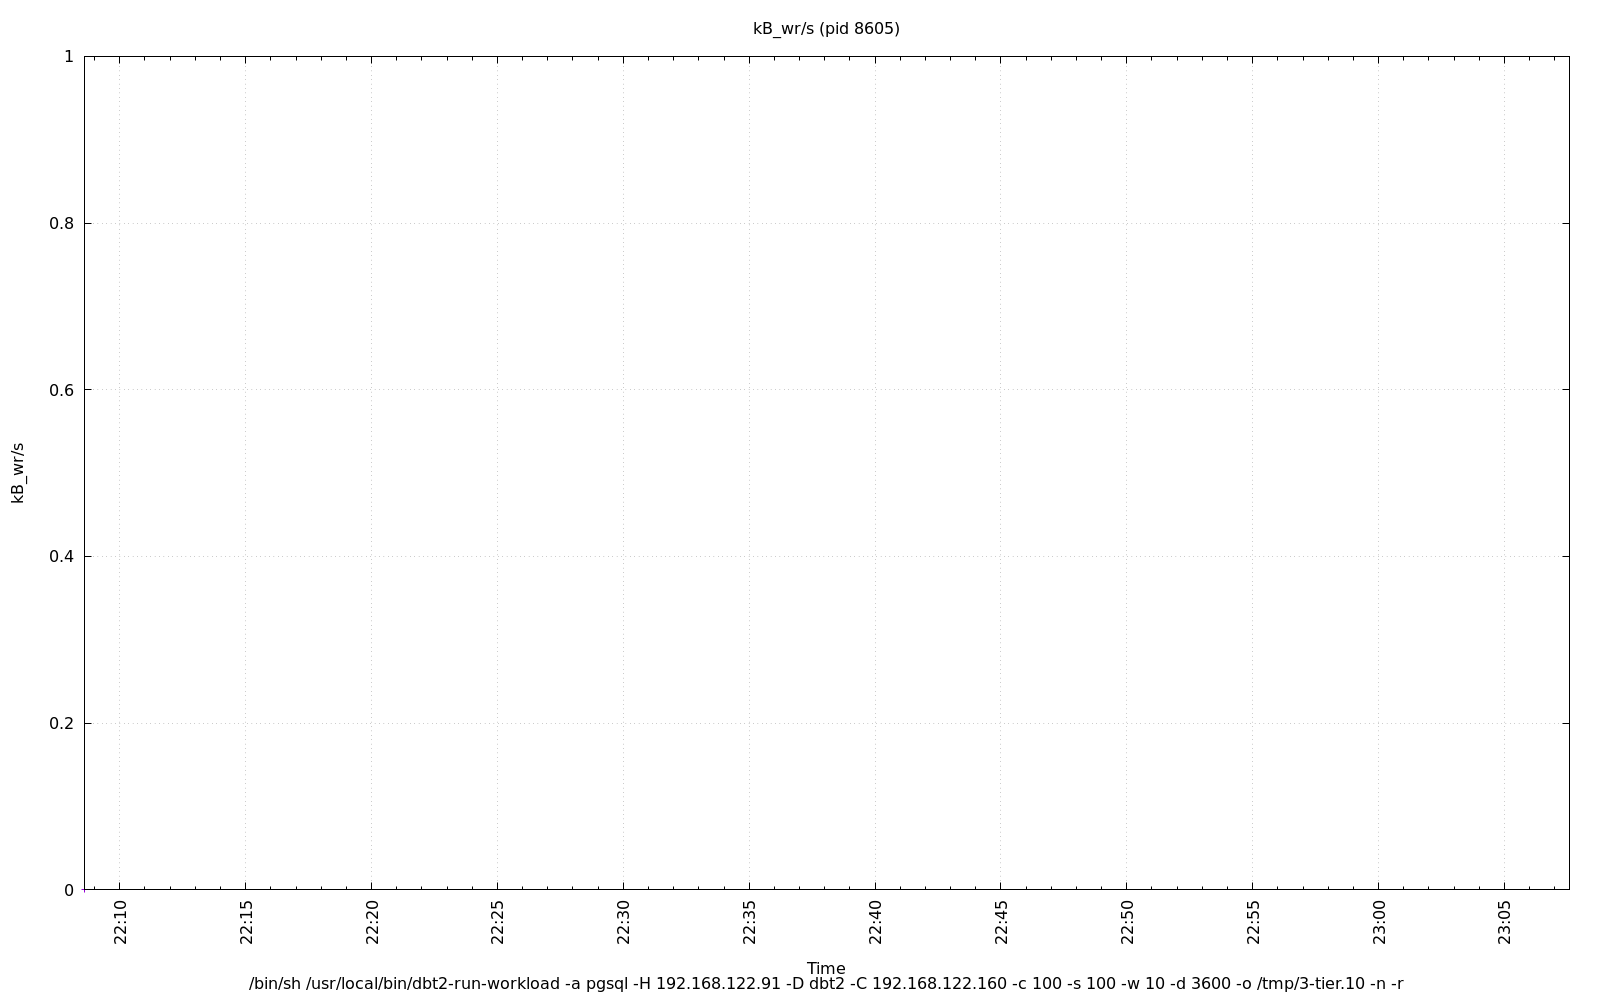 kB_wr/s (pid 8605)
1
0.8
0.6
0.4
0.2
0
kB_wr/s
22:10 22:15 22:20 22:25 22:30 22:35 22:40 22:45 22:50 22:55 23:00 23:05
Time
/bin/sh /usr/local/bin/dbt2-run-workload -a pgsql -H 192.168.122.91 -D dbt2 -C 192.168.122.160 -c 100 -s 100 -w 10 -d 3600 -o /tmp/3-tier.10 -n -r